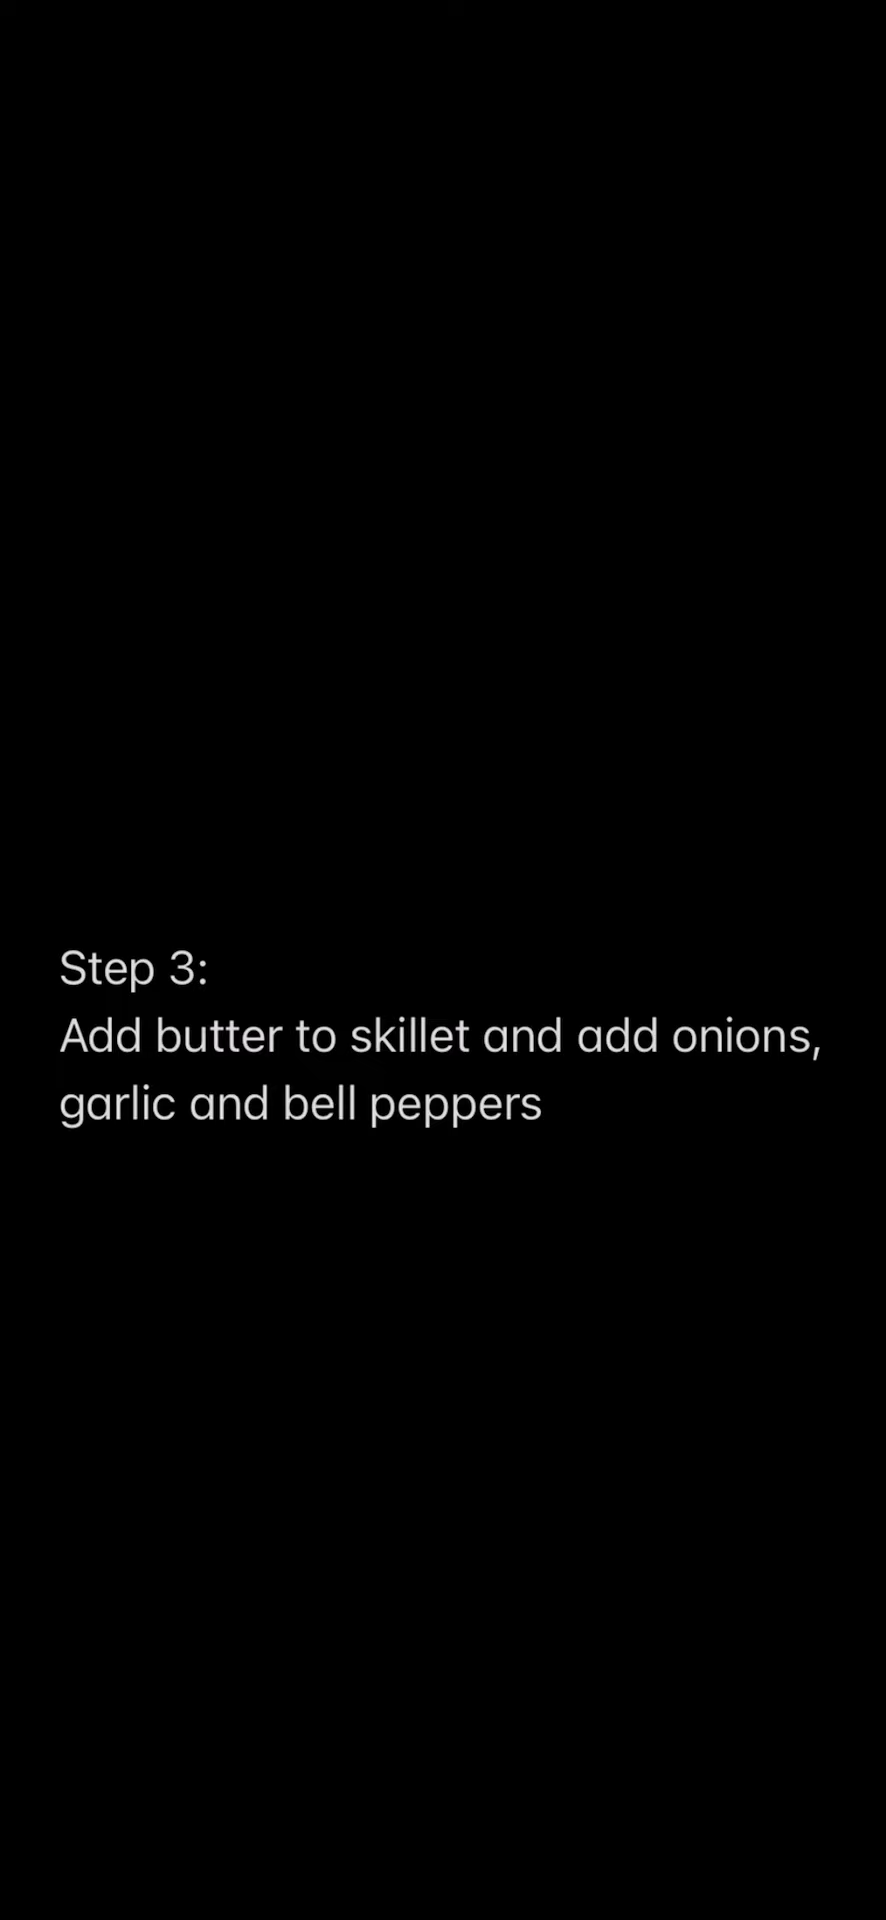 Step 3:
Add butter to skillet and add onions,
garlic and bell peppers